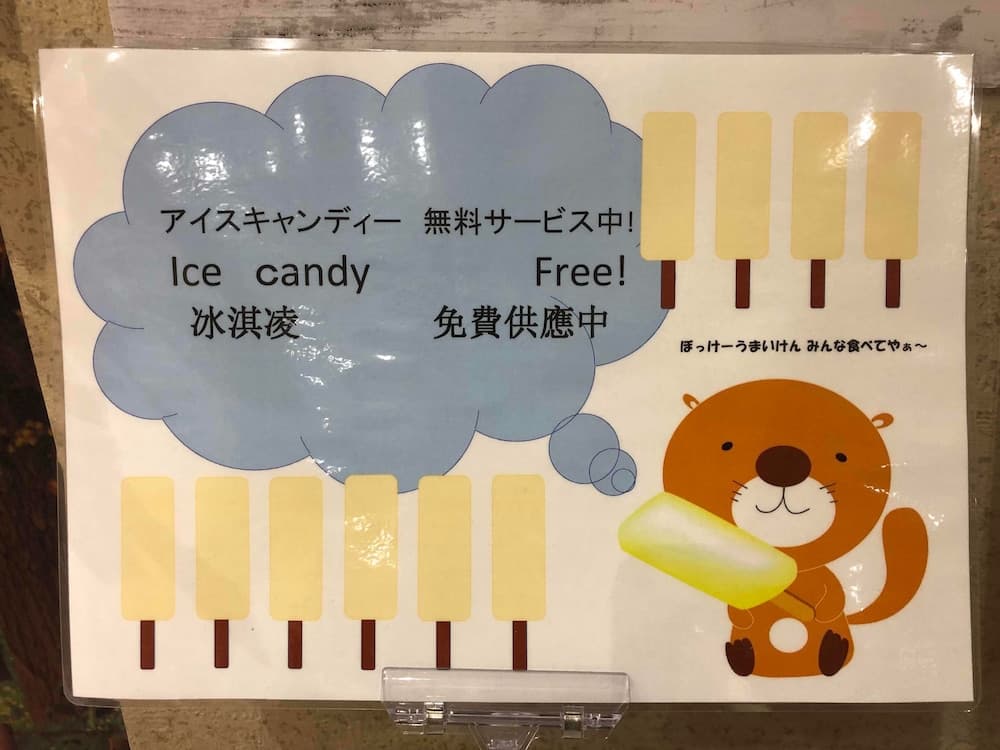 アイスキャンディー 無料サービス中!
Ice candy Free!
冰淇凌 免費供應中
ぼっけーうまいけん みんな食べてやぁ～